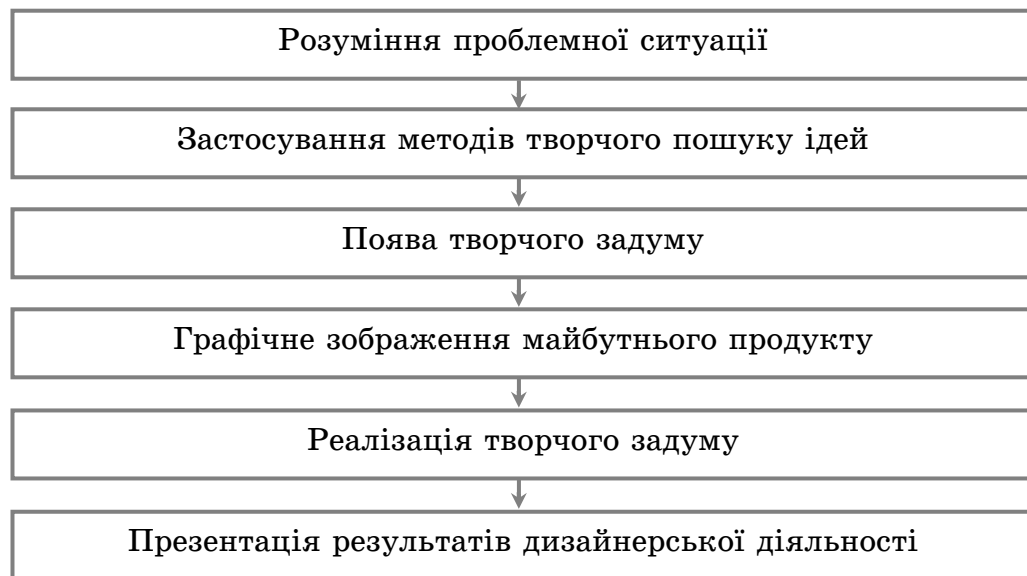 Розуміння проблемної ситуації
Застосування методів творчого пошуку ідей
Поява творчого задуму
Графічне зображення майбутнього продукту
Реалізація творчого задуму
Презентація результатів дизайнерської діяльності